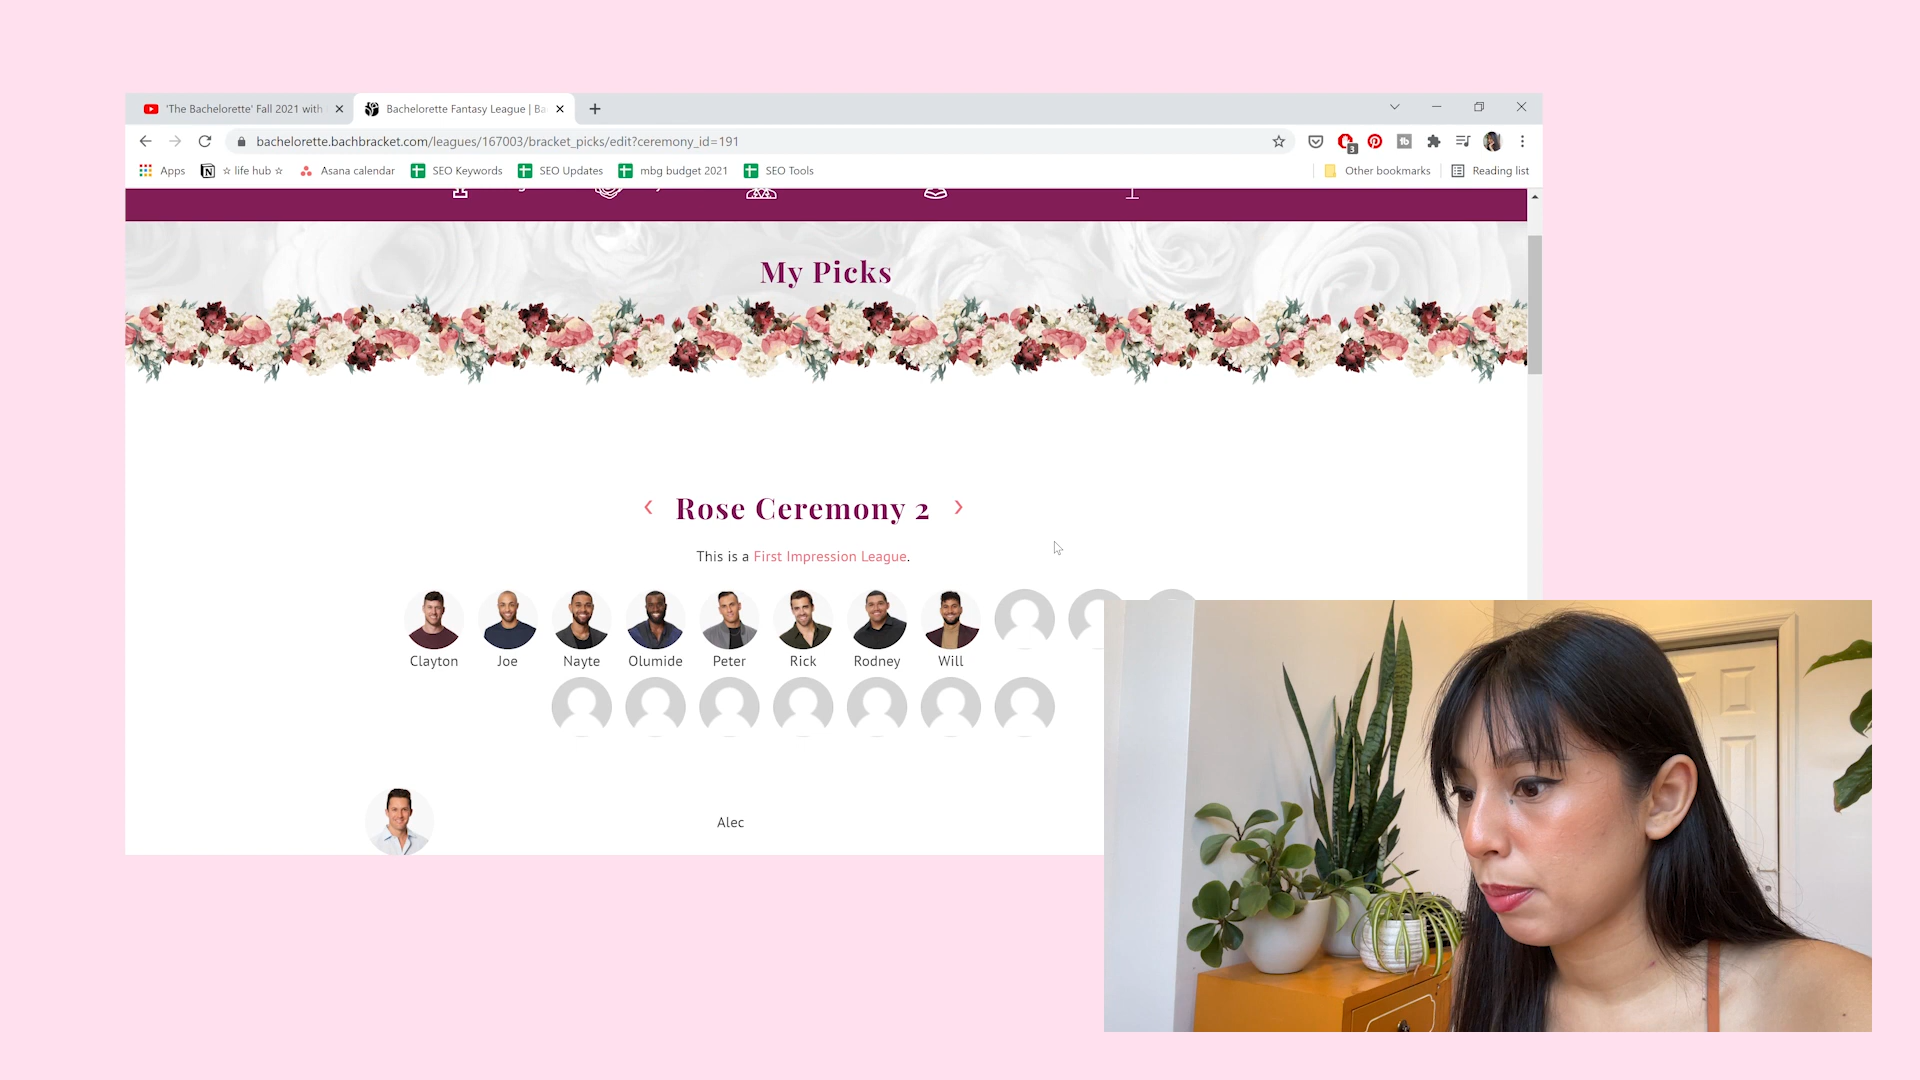 'The Bachelorette' Fall 2021 with
Bachelorette Fantasy League | Ba
bachelorette.bachbracket.com/leagues/167003/bracket_picks/edit?ceremony_id=191
3
Apps
☆ life hub ☆
Asana calendar
SEO Keywords
SEO Updates
mbg budget 2021
SEO Tools
Other bookmarks
Reading list
My Picks
Rose Ceremony 2
This is a First Impression League.
Clayton
Joe
Nayte
Olumide
Peter
Rick
Rodney
Will
Alec